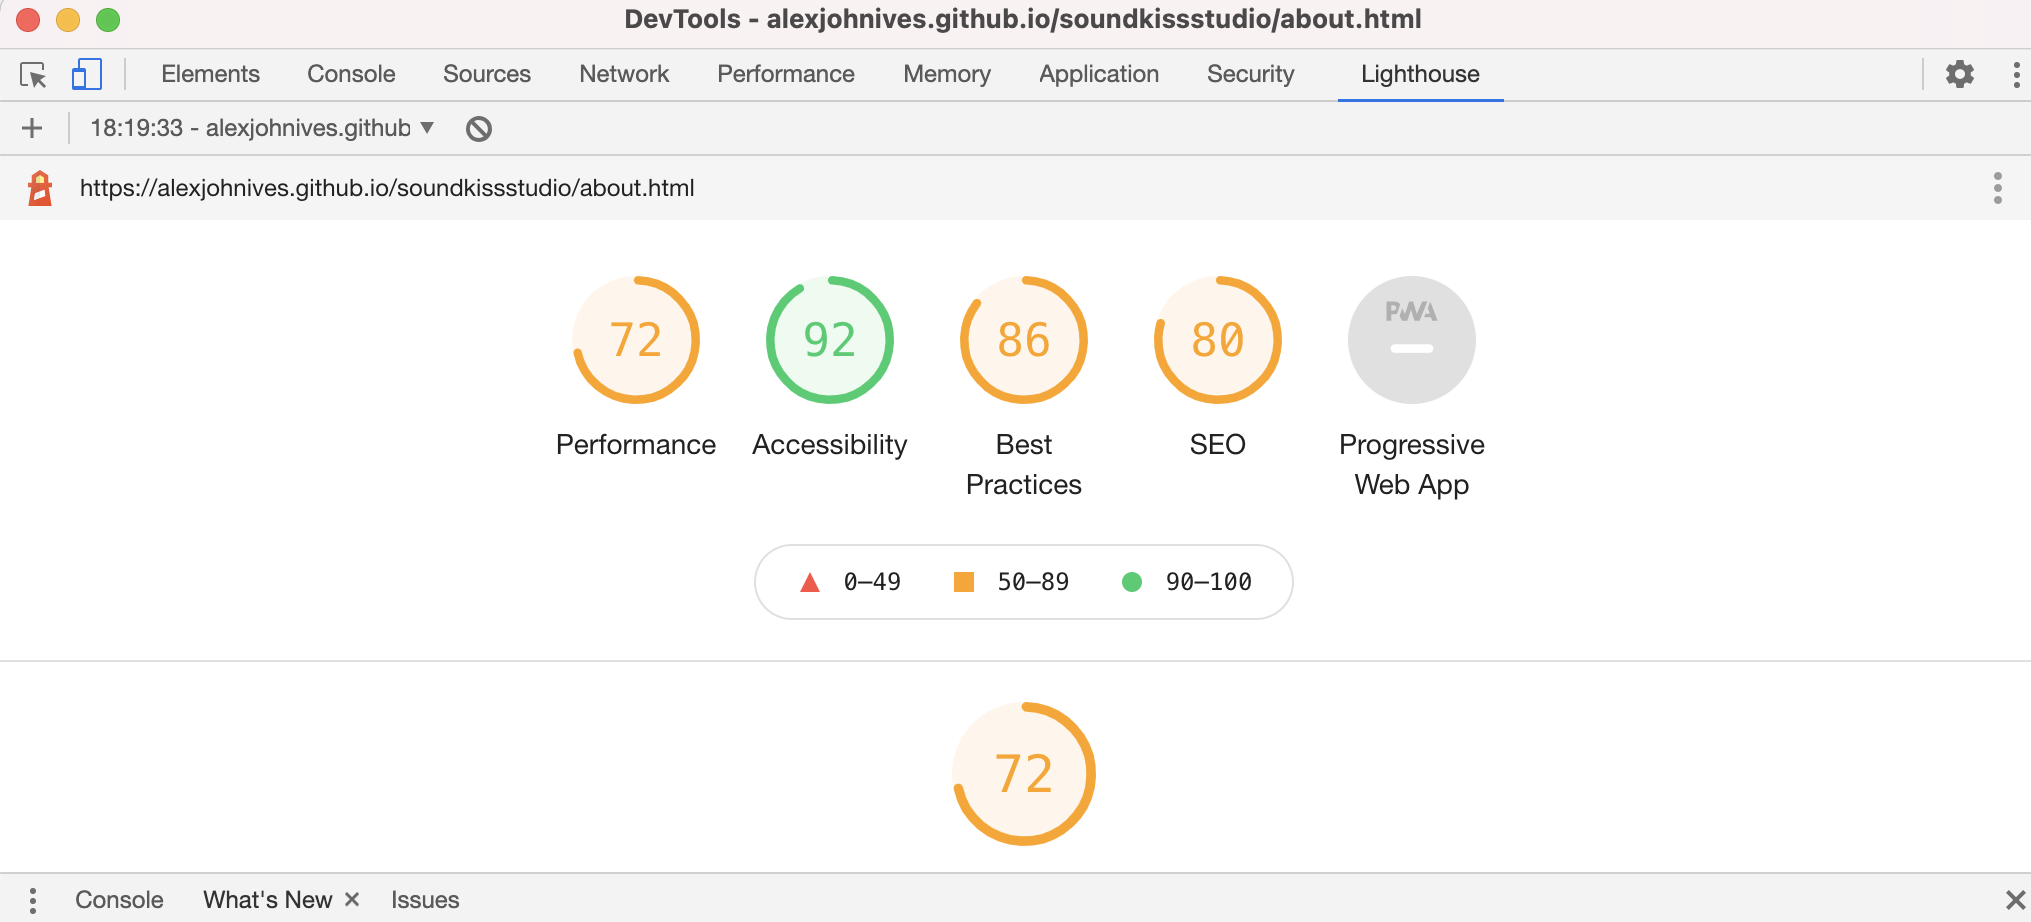 DevTools - alexjohnives.github.io/soundkissstudio/about.html
Elements Console Sources Network Performance Memory Application Security Lighthouse
18:19:33 - alexjohnives.github
https://alexjohnives.github.io/soundkissstudio/about.html
72 92 86 80 PWA
Performance Accessibility Best Practices SEO Progressive Web App
0–49 50–89 90–100
72
Console What's New Issues